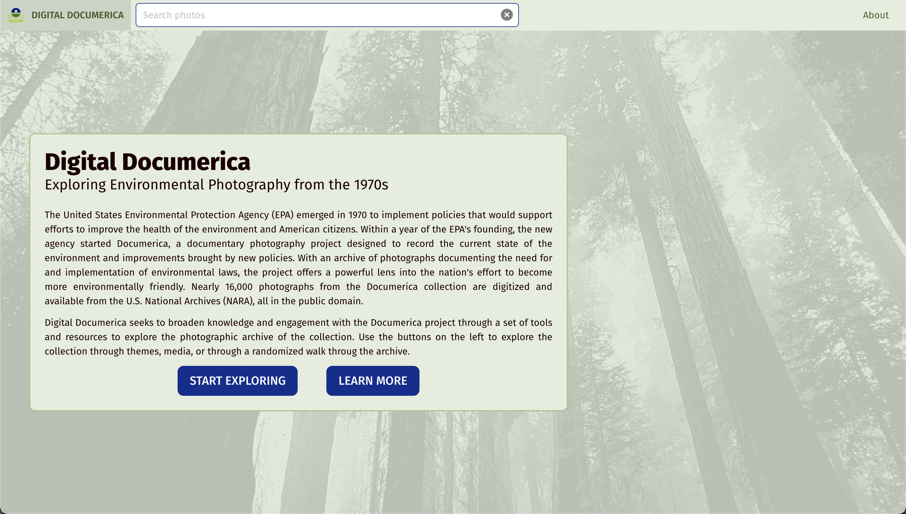 DIGITAL DOCUMERICA
Search photos
About
Digital Documerica
Exploring Environmental Photography from the 1970s
The United States Environmental Protection Agency (EPA) emerged in 1970 to implement policies that would support
efforts to improve the health of the environment and American citizens. Within a year of the EPA's founding, the new
agency started Documerica, a documentary photography project designed to record the current state of the
environment and improvements brought by new policies. With an archive of photographs documenting the need for
and implementation of environmental laws, the project offers a powerful lens into the nation's effort to become
more environmentally friendly. Nearly 16,000 photographs from the Documerica collection are digitized and
available from the U.S. National Archives (NARA), all in the public domain.
Digital Documerica seeks to broaden knowledge and engagement with the Documerica project through a set of tools
and resources to explore the photographic archive of the collection. Use the buttons on the left to explore the
collection through themes, media, or through a randomized walk throug the archive.
START EXPLORING
LEARN MORE